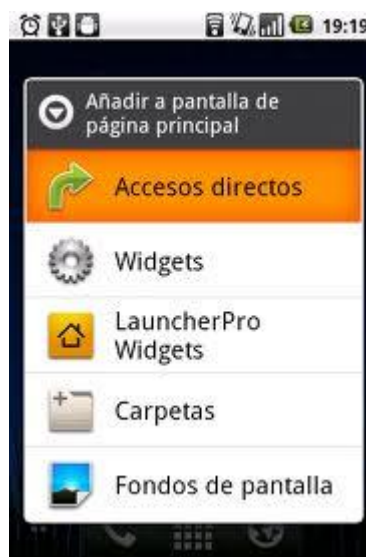 19:19
Añadir a pantalla de
página principal
Accesos directos
Widgets
LauncherPro
Widgets
Carpetas
Fondos de pantalla